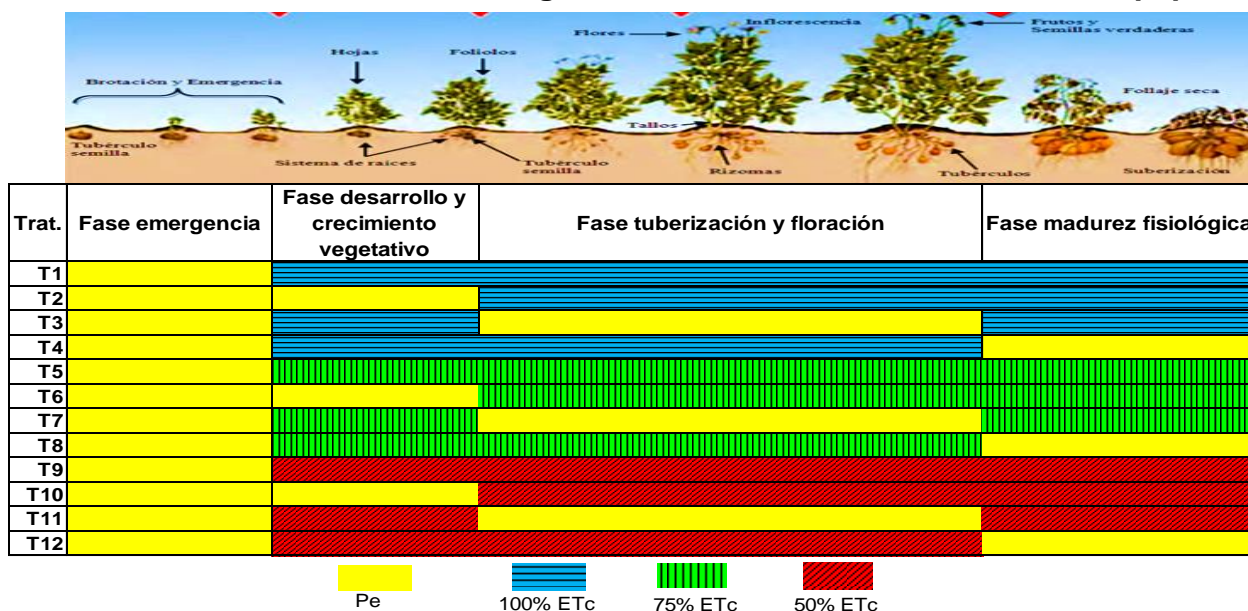 Inflorescencia
Frutos y
Semillas verdaderas
Flores
Hojas
Foliolos
Brotación y Emergencia
Follaje seca
Tallos
Tubérculo
semilla
Sistema de raíces
Tubérculo
semilla
Rizomas
Tubérculos
Suberización
Trat.
Fase emergencia
Fase desarrollo y
crecimiento
vegetativo
Fase tuberización y floración
Fase madurez fisiológica
T1
T2
T3
T4
T5
T6
T7
T8
T9
T10
T11
T12
Pe
100% ETc
75% ETc
50% ETc